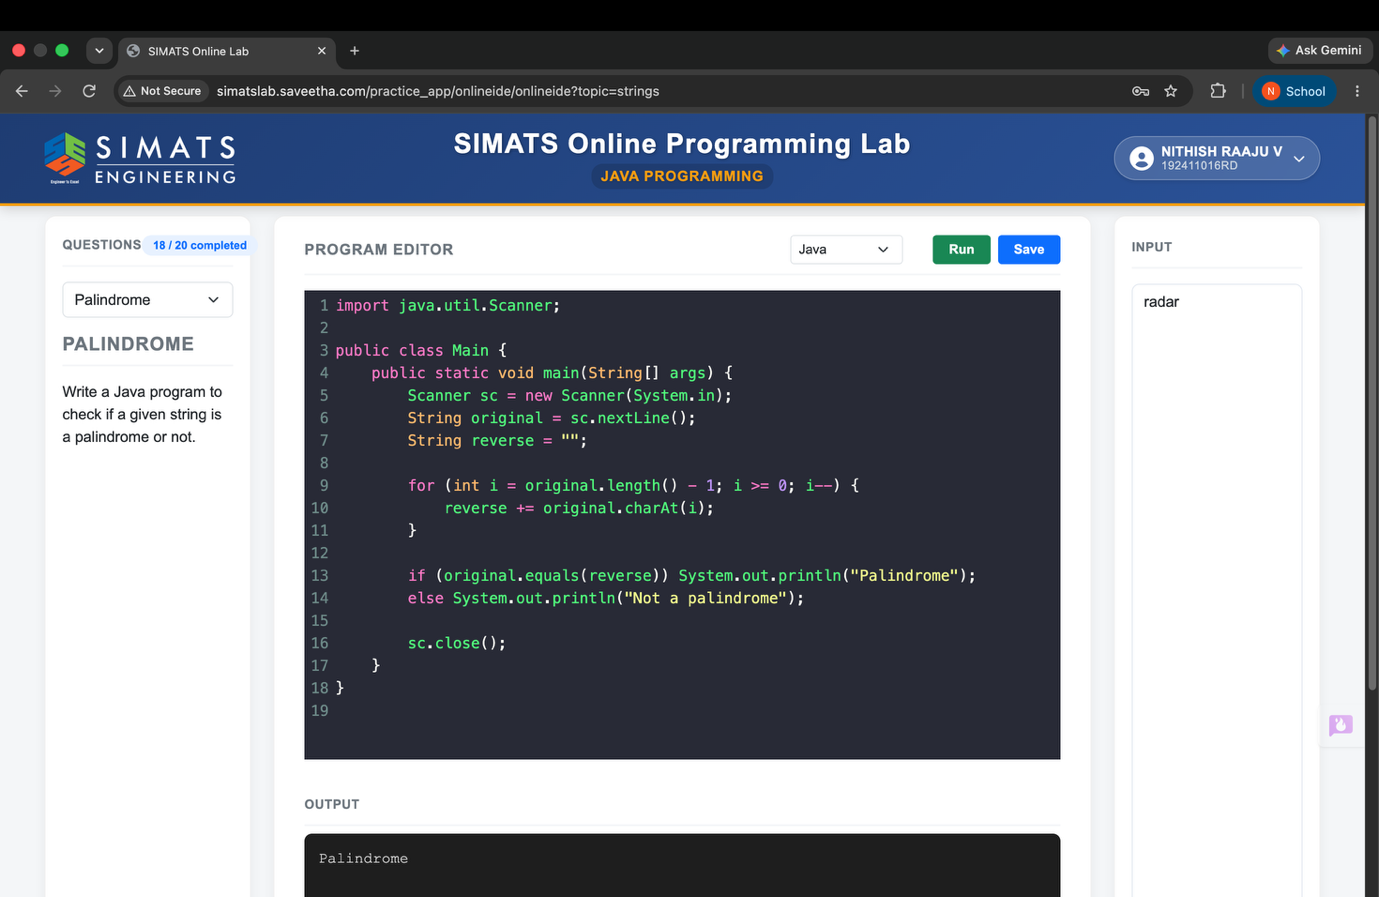 SIMATS Online Lab
Ask Gemini
Not Secure
simatslab.saveetha.com/practice_app/onlineide/onlineide?topic=strings
N School
SIMATS
ENGINEERING
Engineer to Excel
SIMATS Online Programming Lab
JAVA PROGRAMMING
NITHISH RAAJU V
192411016RD
QUESTIONS 18 / 20 completed
Palindrome
PALINDROME
Write a Java program to
check if a given string is
a palindrome or not.
PROGRAM EDITOR
Java
Run
Save
1 import java.util.Scanner;
2
3 public class Main {
4     public static void main(String[] args) {
5         Scanner sc = new Scanner(System.in);
6         String original = sc.nextLine();
7         String reverse = "";
8
9         for (int i = original.length() - 1; i >= 0; i--) {
10             reverse += original.charAt(i);
11         }
12
13         if (original.equals(reverse)) System.out.println("Palindrome");
14         else System.out.println("Not a palindrome");
15
16         sc.close();
17     }
18 }
19
OUTPUT
Palindrome
INPUT
radar